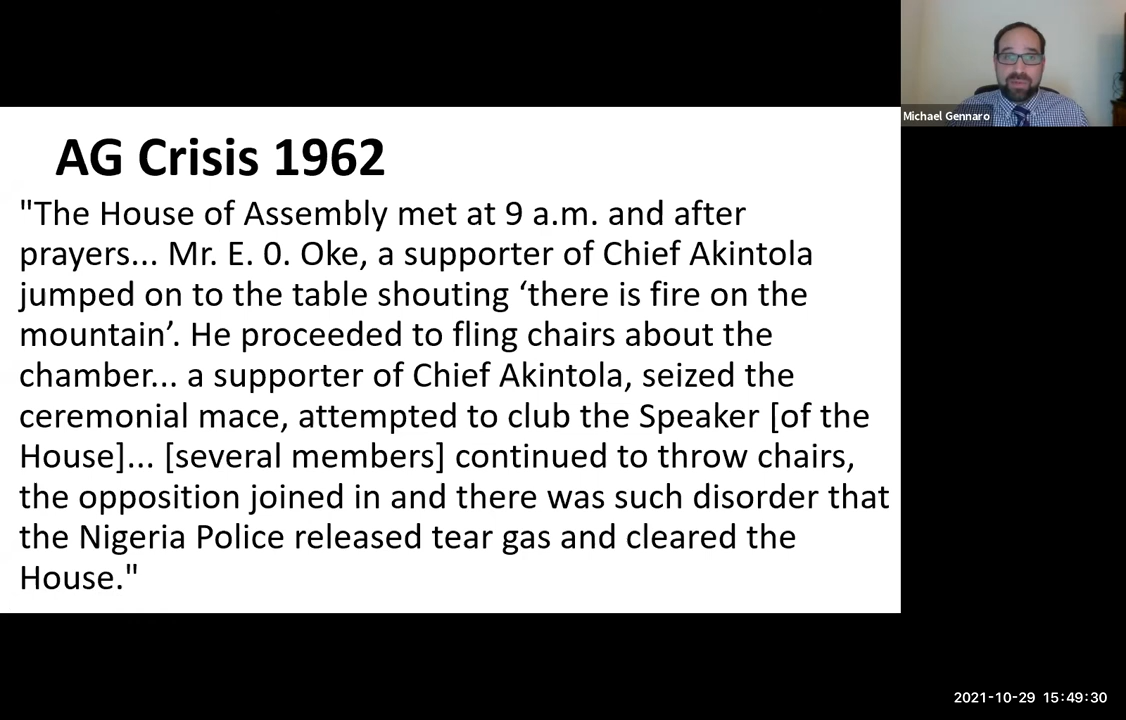 Michael Gennaro
AG Crisis 1962
"The House of Assembly met at 9 a.m. and after
prayers... Mr. E. 0. Oke, a supporter of Chief Akintola
jumped on to the table shouting ‘there is fire on the
mountain’. He proceeded to fling chairs about the
chamber... a supporter of Chief Akintola, seized the
ceremonial mace, attempted to club the Speaker [of the
House]... [several members] continued to throw chairs,
the opposition joined in and there was such disorder that
the Nigeria Police released tear gas and cleared the
House."
2021-10-29 15:49:30